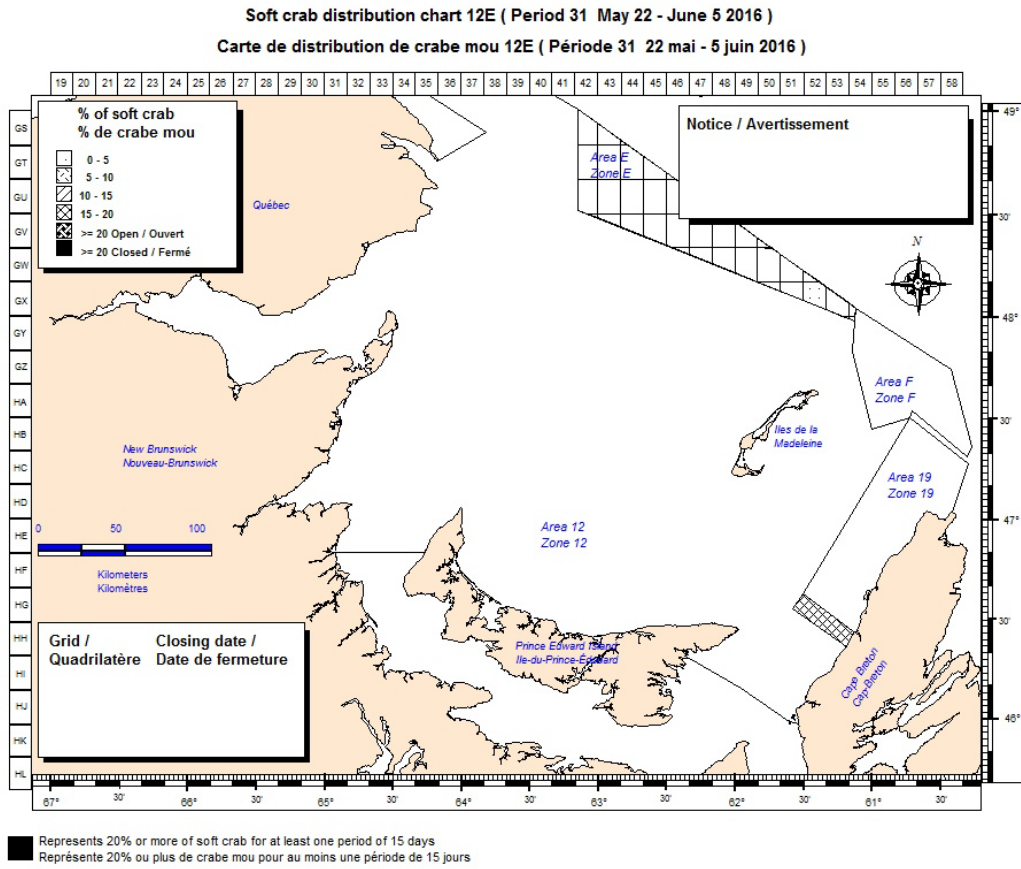 Soft crab distribution chart 12E ( Period 31 May 22 - June 5 2016 )
Carte de distribution de crabe mou 12E ( Période 31 22 mai - 5 juin 2016 )
19 20 21 22 23 24 25 26 27 28 29 30 31 32 33 34 35 36 37 38 39 40 41 42 43 44 45 46 47 48 49 50 51 52 53 54 55 56 57 58
% of soft crab
% de crabe mou
0 - 5
5 - 10
10 - 15
15 - 20
>= 20 Open / Ouvert
>= 20 Closed / Fermé
Notice / Avertissement
GS
GT
GU
GV
GW
GX
GY
GZ
HA
HB
HC
HD
HE
HF
HG
HH
HI
HJ
HK
HL
Québec
Area E
Zone E
N
Area F
Zone F
Iles de la
Madeleine
Area 19
Zone 19
New Brunswick
Nouveau-Brunswick
Area 12
Zone 12
0 50 100
Kilometers
Kilomètres
Prince Edward Island
Ile-du-Prince-Édouard
Cape Breton
Cap-Breton
Grid / Closing date /
Quadrilatère Date de fermeture
49°
30'
48°
30'
47°
30'
46°
67° 30' 66° 30' 65° 30' 64° 30' 63° 30' 62° 30' 61° 30'
Represents 20% or more of soft crab for at least one period of 15 days
Représente 20% ou plus de crabe mou pour au moins une période de 15 jours